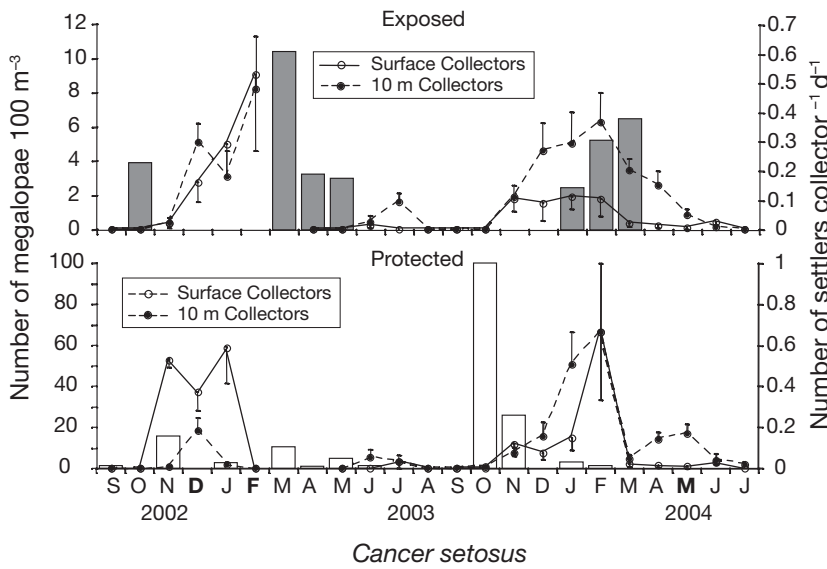 Exposed
Number of megalopae 100 m⁻³
Number of settlers collector⁻¹ d⁻¹
12
10
8
6
4
2
0
0.7
0.6
0.5
0.4
0.3
0.2
0.1
0
Surface Collectors
10 m Collectors
Protected
100
80
60
40
20
0
1
0.8
0.6
0.4
0.2
0
Surface Collectors
10 m Collectors
S O N D J F M A M J J A S O N D J F M A M J J
2002 2003 2004
Cancer setosus